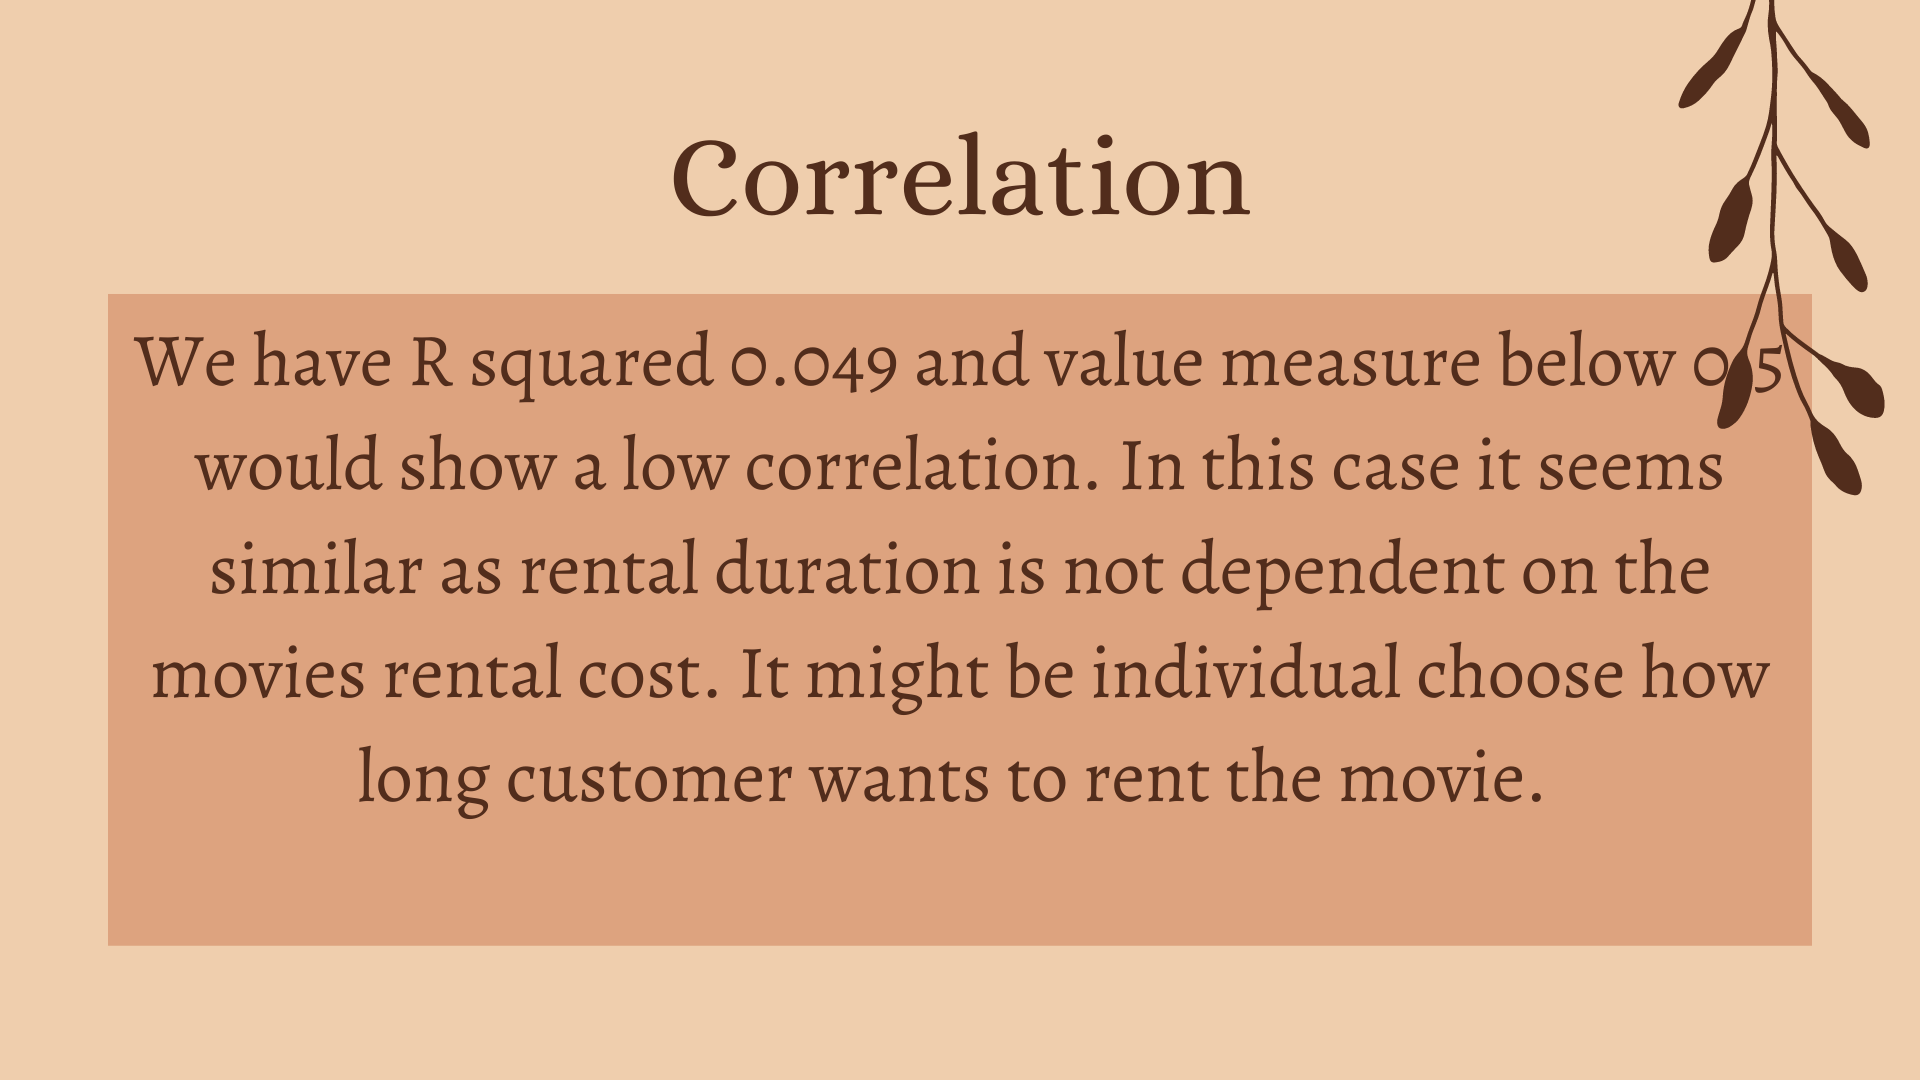 Correlation
We have R squared 0.049 and value measure below 0.5
would show a low correlation. In this case it seems
similar as rental duration is not dependent on the
movies rental cost. It might be individual choose how
long customer wants to rent the movie.